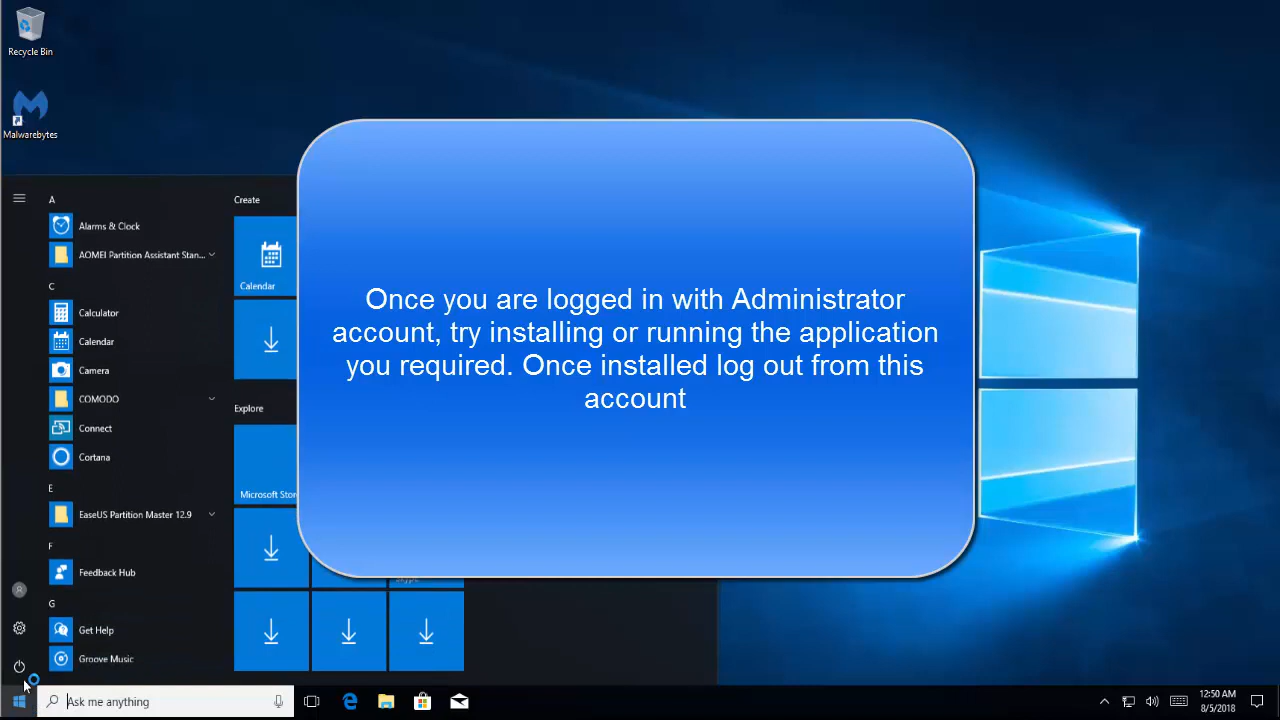 Recycle Bin
Malwarebytes
A
Alarms & Clock
AOMEI Partition Assistant Stan...
C
Calculator
Calendar
Camera
COMODO
Connect
Cortana
E
EaseUS Partition Master 12.9
F
Feedback Hub
G
Get Help
Groove Music
Create
Calendar
Explore
Microsoft Stor
Skype
Once you are logged in with Administrator
account, try installing or running the application
you required. Once installed log out from this
account
Ask me anything
12:50 AM
8/5/2018